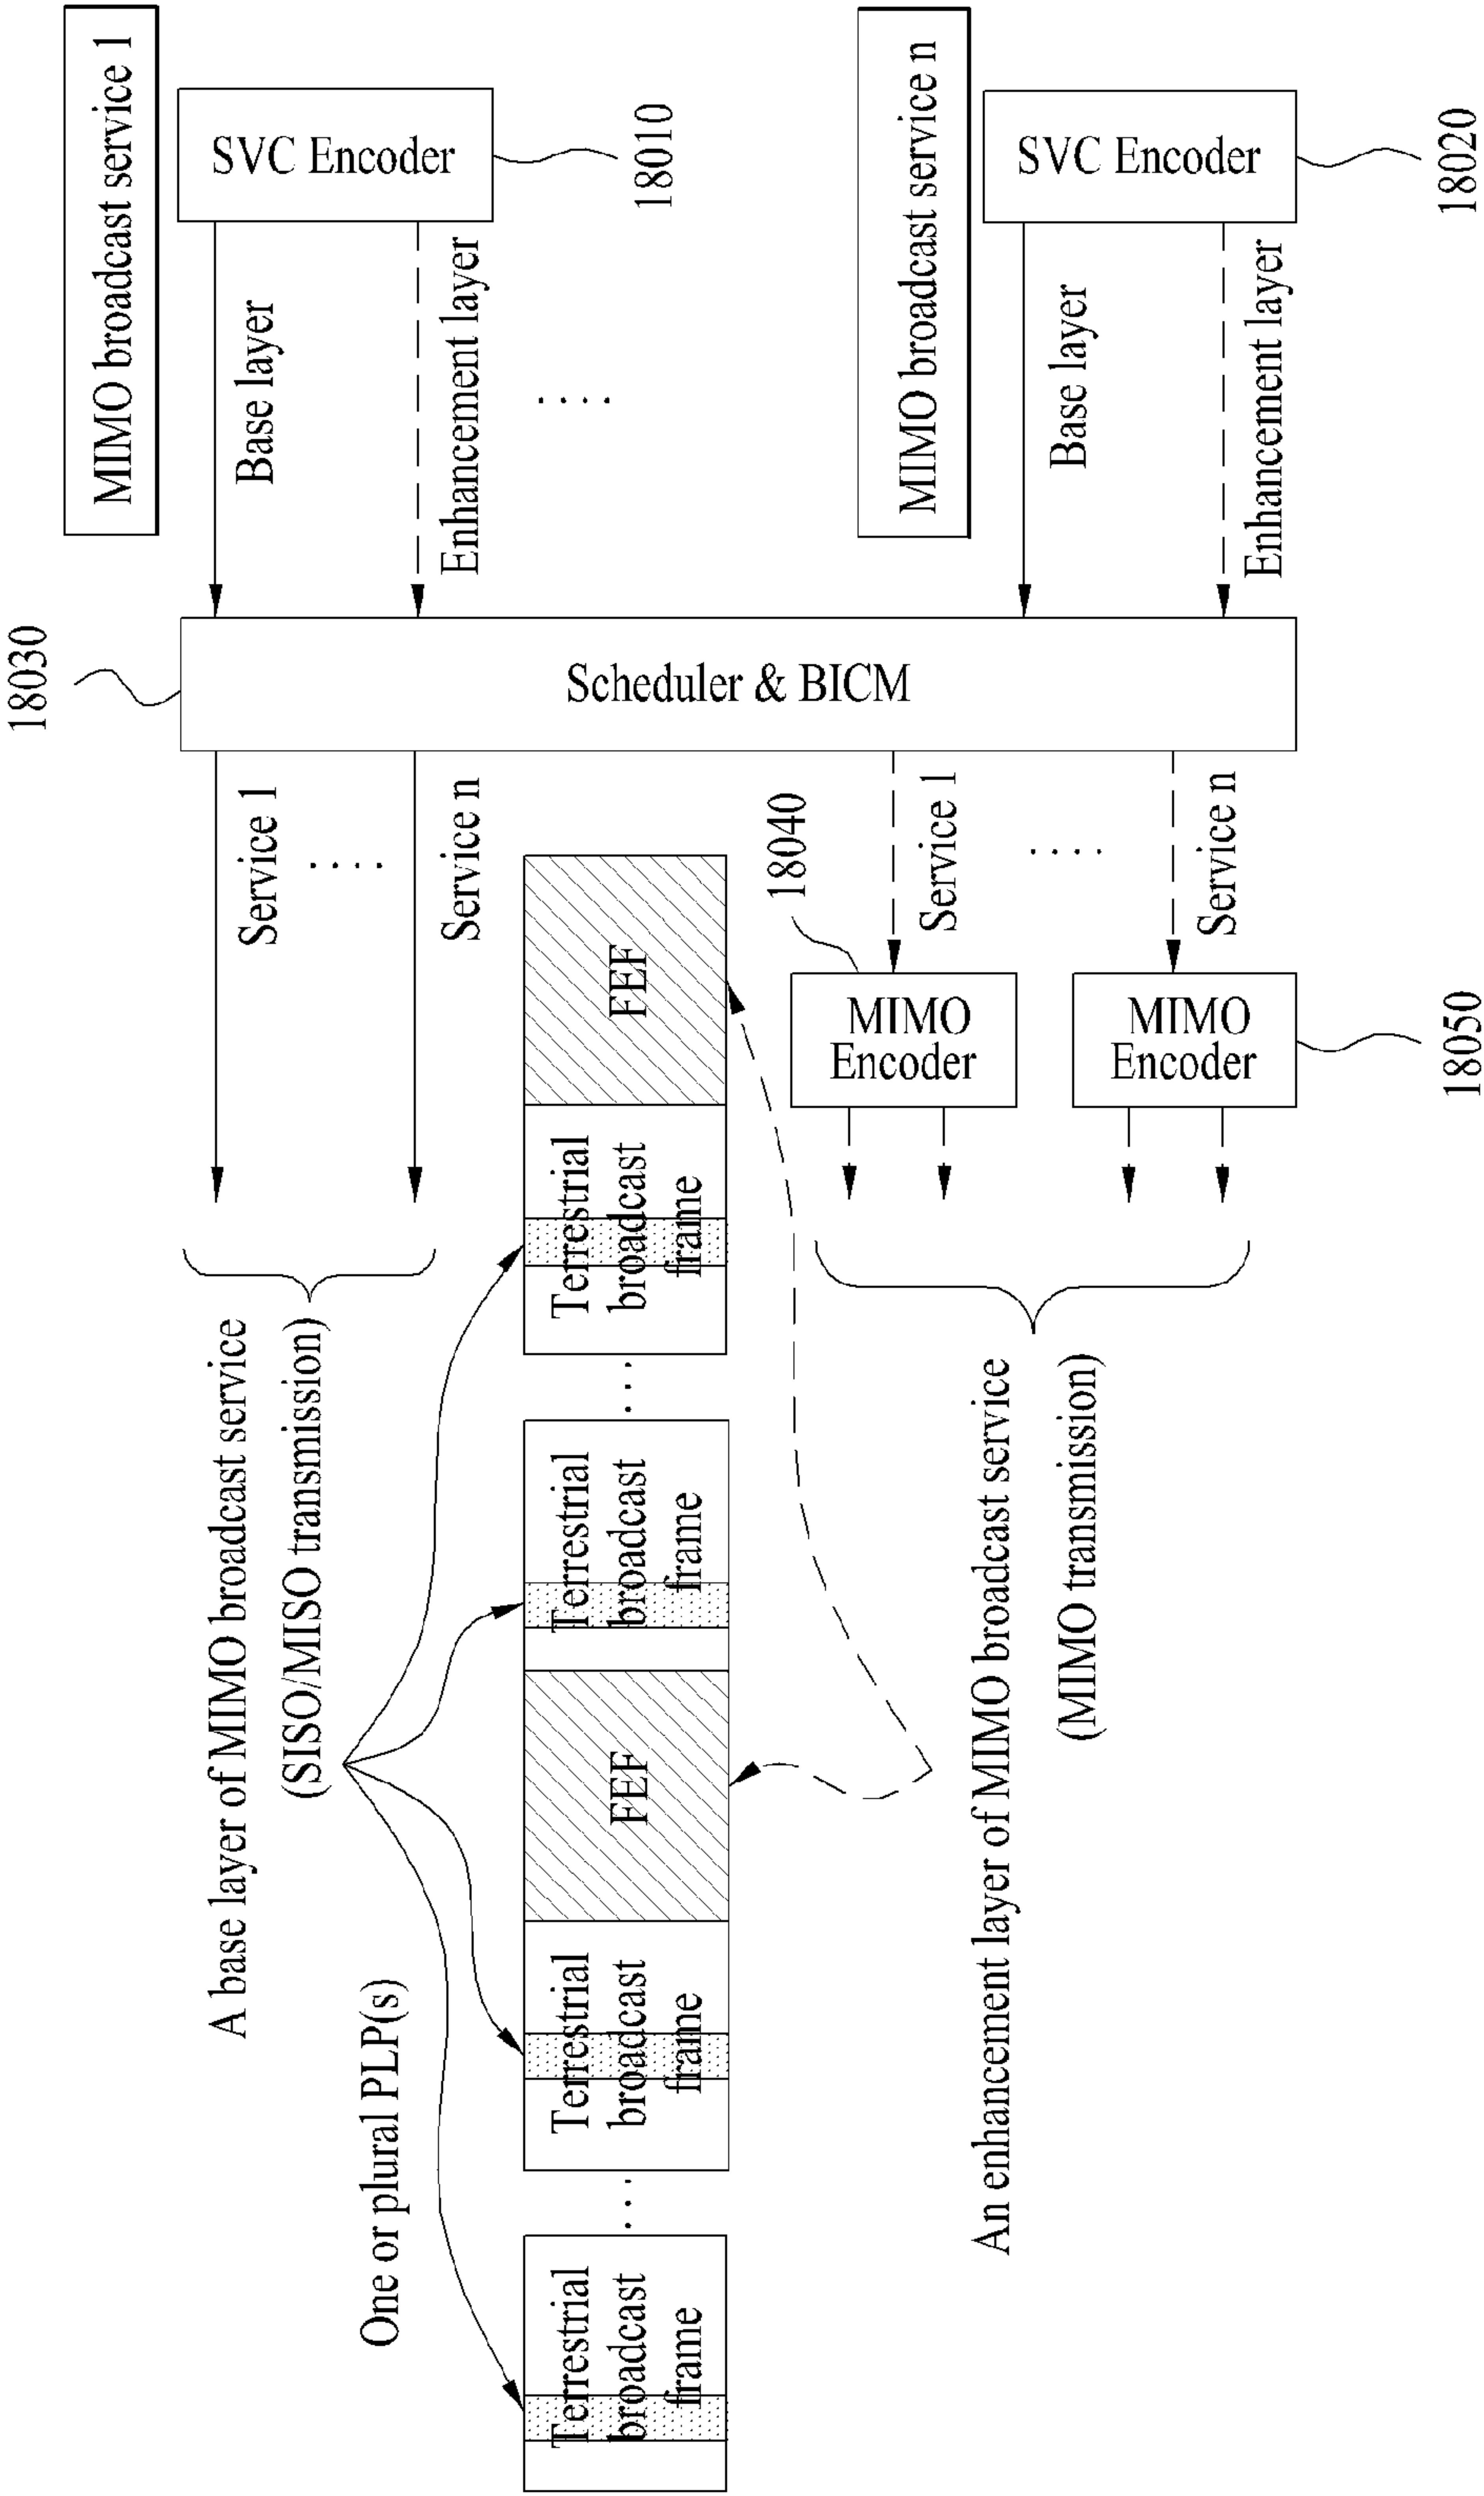 MIMO broadcast service 1
SVC Encoder
18010
Base layer
Enhancement layer
....
MIMO broadcast service n
SVC Encoder
18020
Base layer
Enhancement layer
18030
Scheduler & BICM
Service 1
....
Service n
Service 1
....
Service n
18040
MIMO
Encoder
MIMO
Encoder
18050
A base layer of MIMO broadcast service
(SISO/MISO transmission)
One or plural PLP(s)
Terrestrial
broadcast
frame
...
Terrestrial
broadcast
frame
FEF
Terrestrial
broadcast
frame
...
Terrestrial
broadcast
frame
FEF
An enhancement layer of MIMO broadcast service
(MIMO transmission)